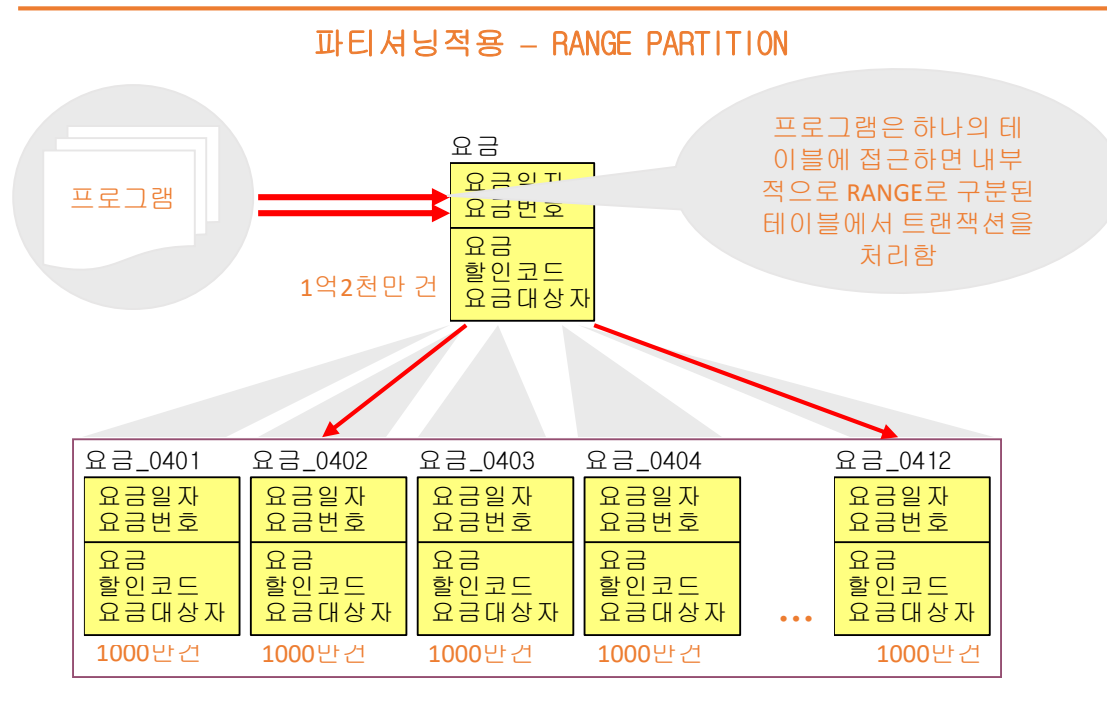 파티셔닝적용 – RANGE PARTITION
프로그램은 하나의 테
이블에 접근하면 내부
적으로 RANGE로 구분된
테이블에서 트랜잭션을
처리함
프로그램
요금
요금일자
요금번호
요금
할인코드
요금대상자
1억2천만 건
요금_0401
요금일자
요금번호
요금
할인코드
요금대상자
1000만건
요금_0402
요금일자
요금번호
요금
할인코드
요금대상자
1000만건
요금_0403
요금일자
요금번호
요금
할인코드
요금대상자
1000만건
요금_0404
요금일자
요금번호
요금
할인코드
요금대상자
1000만건
...
요금_0412
요금일자
요금번호
요금
할인코드
요금대상자
1000만건